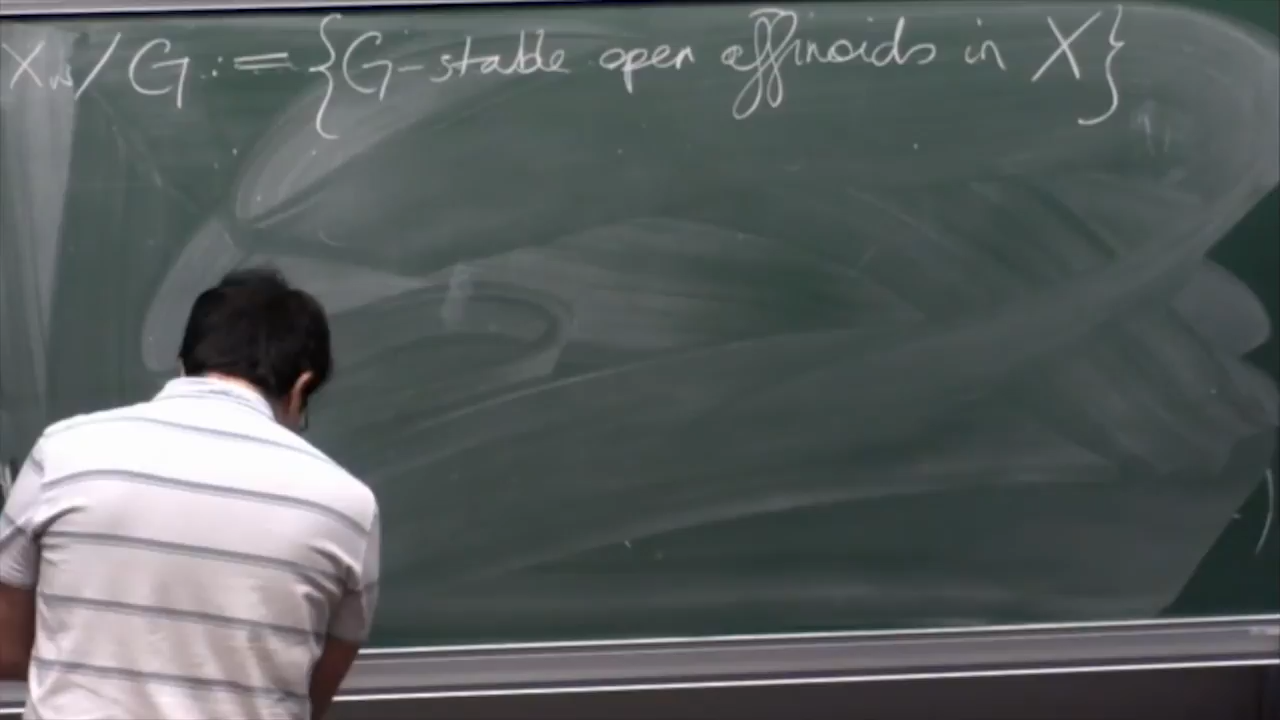 X_w/G := {G-stable open affinoids in X}